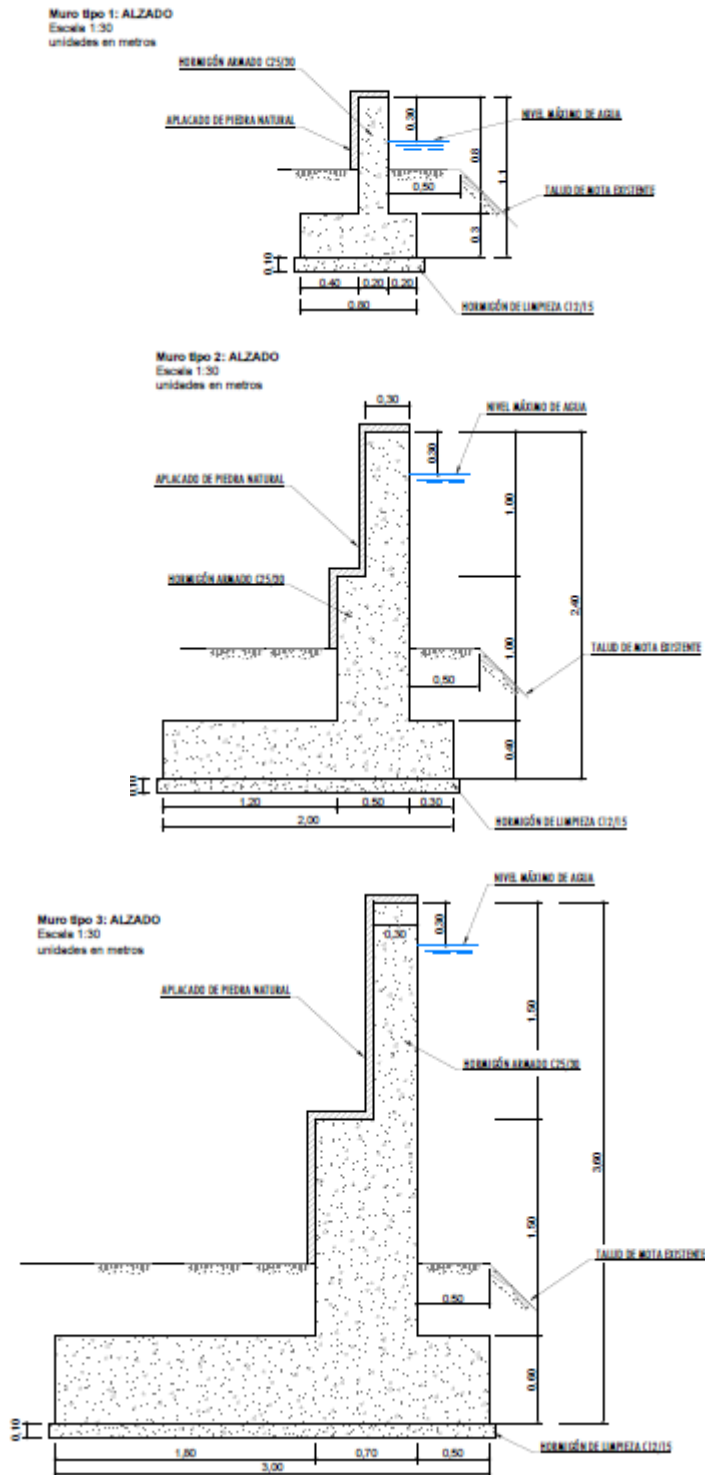 Muro tipo 1: ALZADO
Escala 1:30
unidades en metros
HORMIGÓN ARMADO C25/30
APLACADO DE PIEDRA NATURAL
0,30
NIVEL MÁXIMO DE AGUA
0.8
1.1
0,50
TALUD DE MOTA EXISTENTE
0.3
0,10
0.40
0.20
0.20
0.80
HORMIGÓN DE LIMPIEZA C12/15
Muro tipo 2: ALZADO
Escala 1:30
unidades en metros
0,30
NIVEL MÁXIMO DE AGUA
0,30
APLACADO DE PIEDRA NATURAL
1,00
HORMIGÓN ARMADO C25/30
2,40
1,00
TALUD DE MOTA EXISTENTE
0,50
0,40
0,10
1,20
0,50
0,30
2,00
HORMIGÓN DE LIMPIEZA C12/15
NIVEL MÁXIMO DE AGUA
Muro tipo 3: ALZADO
Escala 1:30
unidades en metros
0,30
0,30
APLACADO DE PIEDRA NATURAL
1,50
HORMIGÓN ARMADO C25/30
3,60
1,50
TALUD DE MOTA EXISTENTE
0,50
0,60
0,10
1,80
0,70
0,50
3,00
HORMIGÓN DE LIMPIEZA C12/15